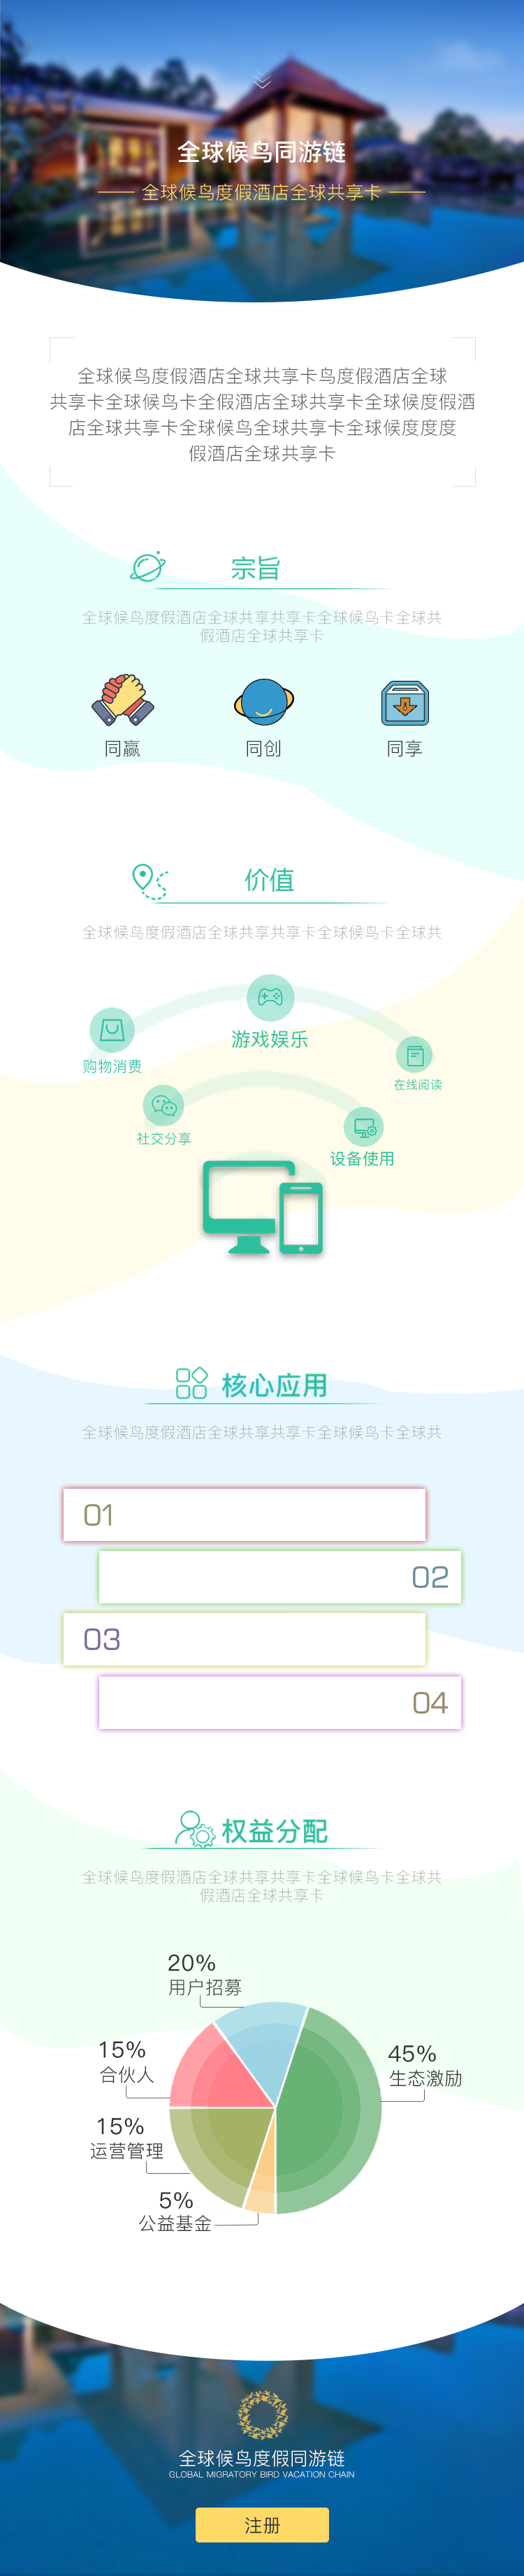 全球候鸟同游链
全球候鸟度假酒店全球共享卡
全球候鸟度假酒店全球共享卡鸟度假酒店全球
共享卡全球候鸟卡全假酒店全球共享卡全球候度假酒
店全球共享卡全球候鸟全球共享卡全球候度度度
假酒店全球共享卡
宗旨
全球候鸟度假酒店全球共享共享卡全球候鸟卡全球共
假酒店全球共享卡
同赢
同创
同享
价值
全球候鸟度假酒店全球共享共享卡全球候鸟卡全球共
游戏娱乐
购物消费
在线阅读
社交分享
设备使用
核心应用
全球候鸟度假酒店全球共享共享卡全球候鸟卡全球共
01
02
03
04
权益分配
全球候鸟度假酒店全球共享共享卡全球候鸟卡全球共
假酒店全球共享卡
20%
用户招募
15%
合伙人
45%
生态激励
15%
运营管理
5%
公益基金
全球候鸟度假同游链
GLOBAL MIGRATORY BIRD VACATION CHAIN
注册